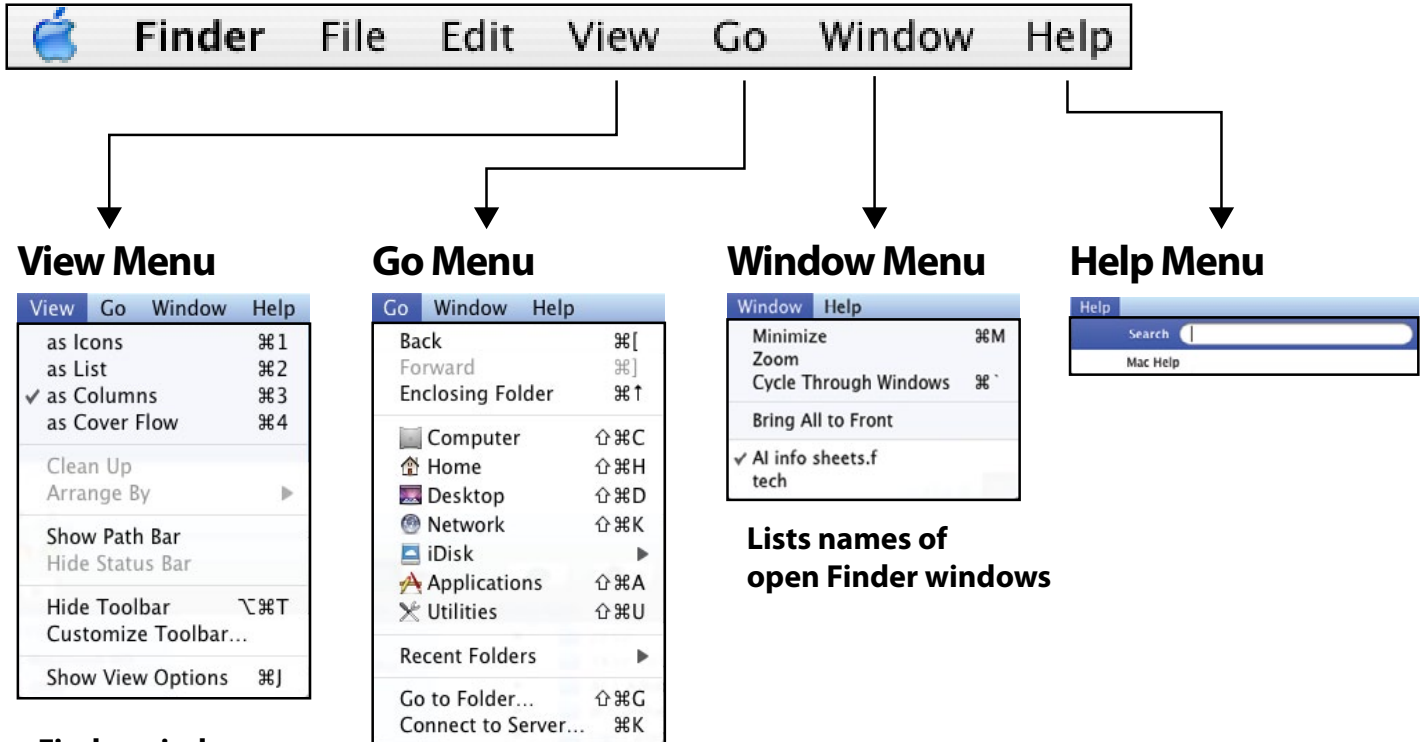 Finder File Edit View Go Window Help
View Menu
View Go Window Help
as Icons ⌘1
as List ⌘2
✓ as Columns ⌘3
as Cover Flow ⌘4
Clean Up
Arrange By ▶
Show Path Bar
Hide Status Bar
Hide Toolbar ⌥⌘T
Customize Toolbar...
Show View Options ⌘J
Go Menu
Go Window Help
Back ⌘[
Forward ⌘]
Enclosing Folder ⌘↑
Computer ⇧⌘C
Home ⇧⌘H
Desktop ⇧⌘D
Network ⇧⌘K
iDisk ▶
Applications ⇧⌘A
Utilities ⇧⌘U
Recent Folders ▶
Go to Folder... ⇧⌘G
Connect to Server... ⌘K
Window Menu
Window Help
Minimize ⌘M
Zoom
Cycle Through Windows ⌘`
Bring All to Front
✓ AI info sheets.f
tech
Lists names of
open Finder windows
Help Menu
Help
Search
Mac Help